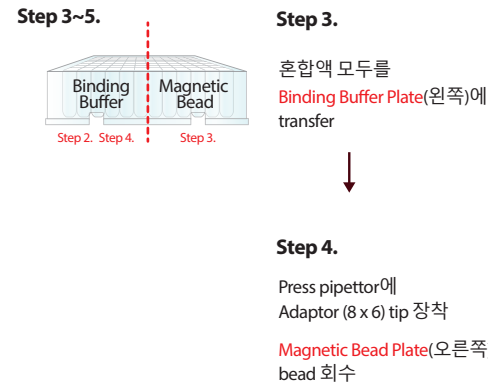 Step 3~5.
Binding
Buffer
Magnetic
Bead
Step 2. Step 4.
Step 3.
Step 3.
혼합액 모두를
Binding Buffer Plate(왼쪽)에
transfer
Step 4.
Press pipettor에
Adaptor (8 x 6) tip 장착
Magnetic Bead Plate(오른쪽
bead 회수